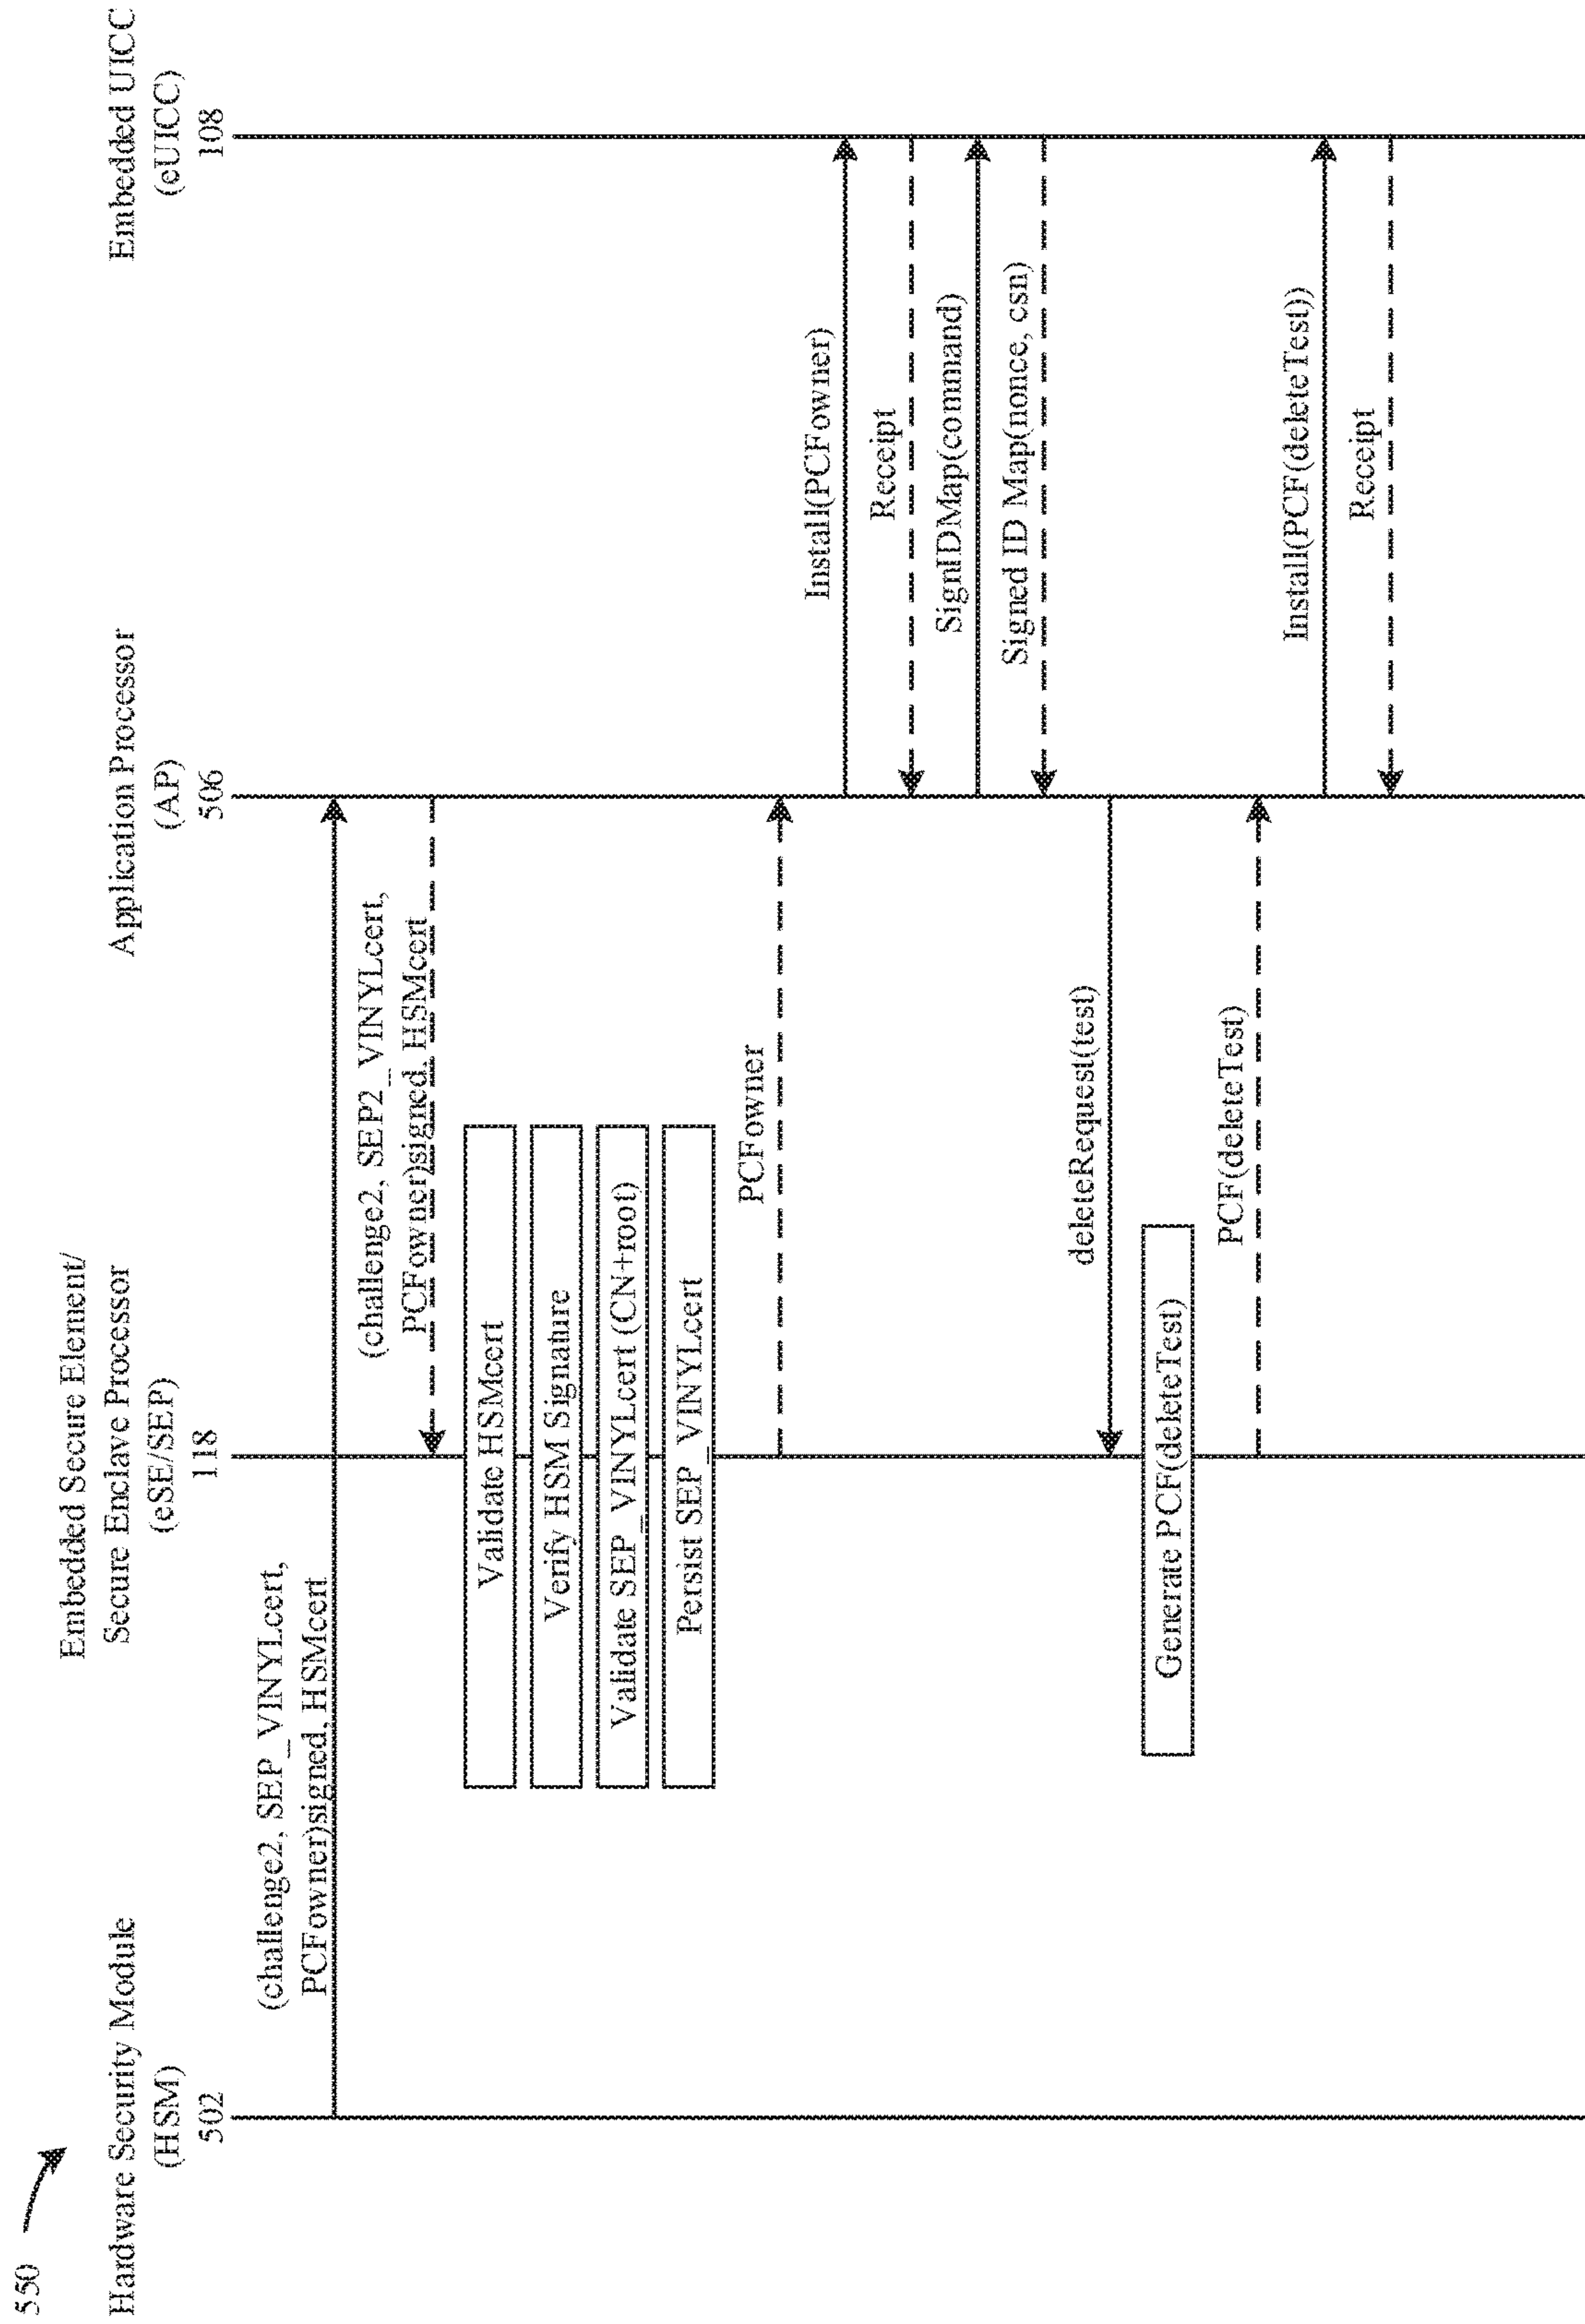 550
Hardware Security Module
(HSM)
502
Embedded Secure Element/
Secure Enclave Processor
(eSE/SEP)
118
Application Processor
(AP)
506
Embedded UICC
(eUICC)
108
(challenge2, SEP_VINYLcert,
PCFowner)signed, HSMcert
(challenge2, SEP2_VINYLcert,
PCFowner)signed, HSMcert
Validate HSMcert
Verify HSM Signature
Validate SEP_VINYLcert (CN+root)
Persist SEP_VINYLcert
PCFowner
Install(PCFowner)
Receipt
SignIDMap(command)
Signed ID Map(nonce, csn)
deleteRequest(test)
Generate PCF(deleteTest)
PCF(deleteTest)
Install(PCF(deleteTest))
Receipt